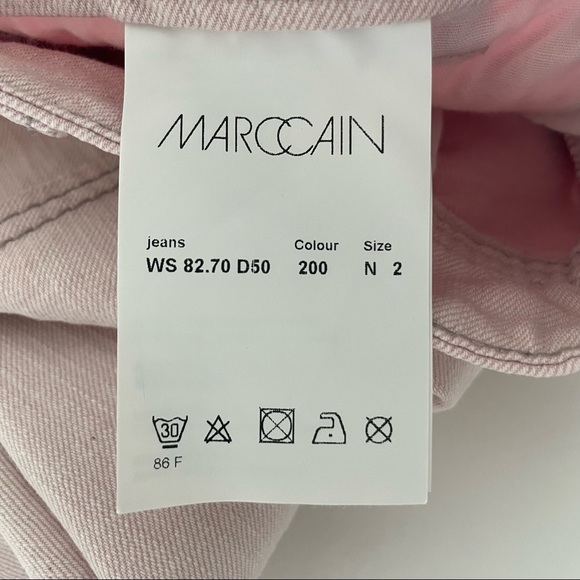 MARCCAIN
jeans Colour Size
WS 82.70 D50 200 N 2
30
86 F